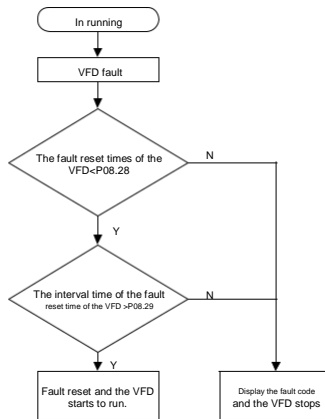 In running
VFD fault
The fault reset times of the
VFD<P08.28
N
Y
The interval time of the fault
reset time of the VFD >P08.29
N
Y
Fault reset and the VFD
starts to run.
Display the fault code
and the VFD stops